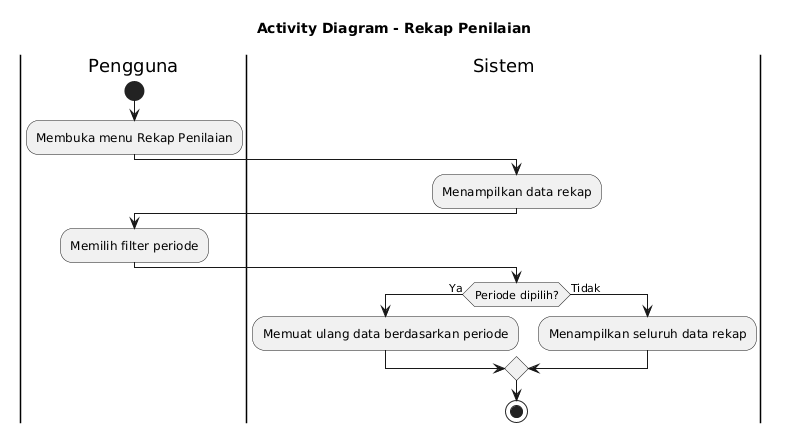 Activity Diagram - Rekap Penilaian
Pengguna
Sistem
Membuka menu Rekap Penilaian
Menampilkan data rekap
Memilih filter periode
Periode dipilih?
Ya
Tidak
Memuat ulang data berdasarkan periode
Menampilkan seluruh data rekap